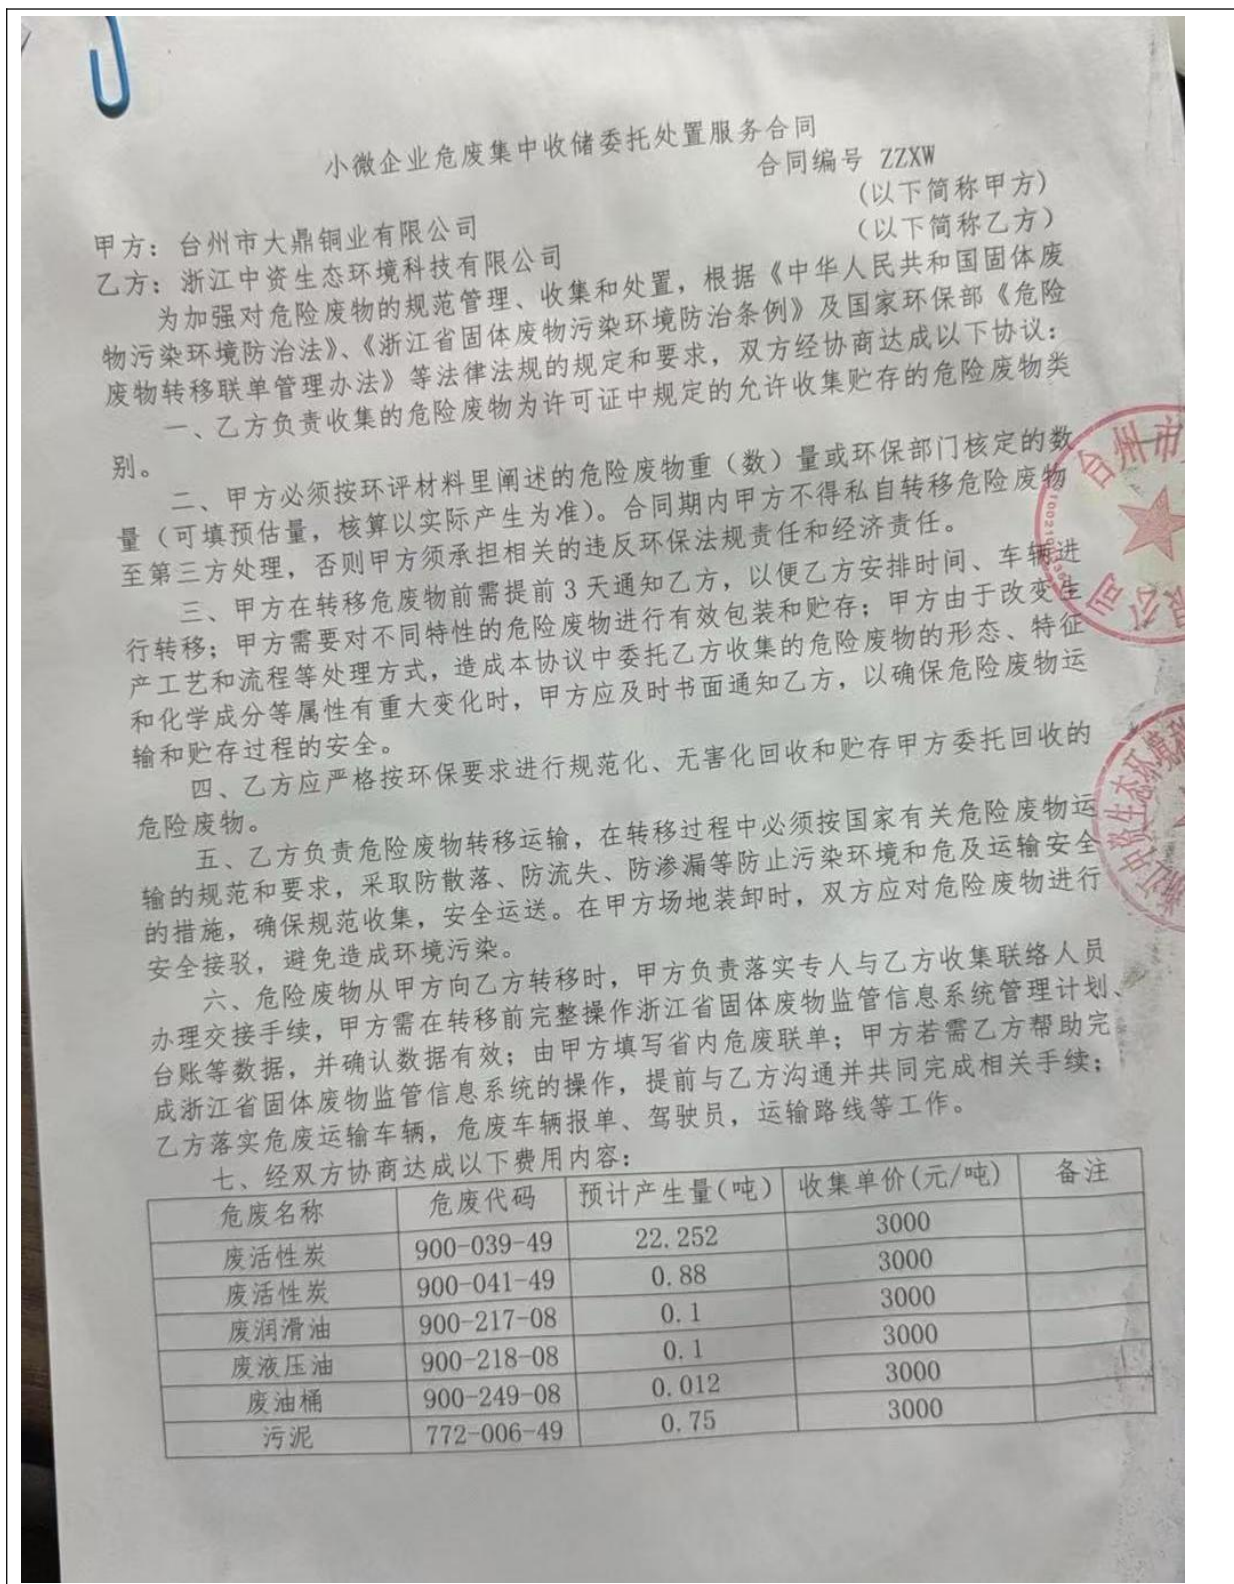 小微企业危废集中收储委托处置服务合同
合同编号 ZZXW
甲方：台州市大鼎铜业有限公司 (以下简称甲方)
乙方：浙江中资生态环境科技有限公司 (以下简称乙方)
为加强对危险废物的规范管理、收集和处置，根据《中华人民共和国固体废
物污染环境防治法》、《浙江省固体废物污染环境防治条例》及国家环保部《危险
废物转移联单管理办法》等法律法规的规定和要求，双方经协商达成以下协议：
一、乙方负责收集的危险废物为许可证中规定的允许收集贮存的危险废物类
别。
二、甲方必须按环评材料里阐述的危险废物重（数）量或环保部门核定的数
量（可填预估量，核算以实际产生为准）。合同期内甲方不得私自转移危险废物
至第三方处理，否则甲方须承担相关的违反环保法规责任和经济责任。
三、甲方在转移危废物前需提前3天通知乙方，以便乙方安排时间、车辆进
行转移；甲方需要对不同特性的危险废物进行有效包装和贮存；甲方由于改变生
产工艺和流程等处理方式，造成本协议中委托乙方收集的危险废物的形态、特征
和化学成分等属性有重大变化时，甲方应及时书面通知乙方，以确保危险废物运
输和贮存过程的安全。
四、乙方应严格按环保要求进行规范化、无害化回收和贮存甲方委托回收的
危险废物。
五、乙方负责危险废物转移运输，在转移过程中必须按国家有关危险废物运
输的规范和要求，采取防散落、防流失、防渗漏等防止污染环境和危及运输安全
的措施，确保规范收集，安全运送。在甲方场地装卸时，双方应对危险废物进行
安全接驳，避免造成环境污染。
六、危险废物从甲方向乙方转移时，甲方负责落实专人与乙方收集联络人员
办理交接手续，甲方需在转移前完整操作浙江省固体废物监管信息系统管理计划、
台账等数据，并确认数据有效；由甲方填写省内危废联单；甲方若需乙方帮助完
成浙江省固体废物监管信息系统的操作，提前与乙方沟通并共同完成相关手续；
乙方落实危废运输车辆，危废车辆报单、驾驶员，运输路线等工作。
七、经双方协商达成以下费用内容：
危废名称 危废代码 预计产生量(吨) 收集单价(元/吨) 备注
废活性炭 900-039-49 22.252 3000
废活性炭 900-041-49 0.88 3000
废润滑油 900-217-08 0.1 3000
废液压油 900-218-08 0.1 3000
废油桶 900-249-08 0.012 3000
污泥 772-006-49 0.75 3000
台州市
限公司
浙江中资生态环境科